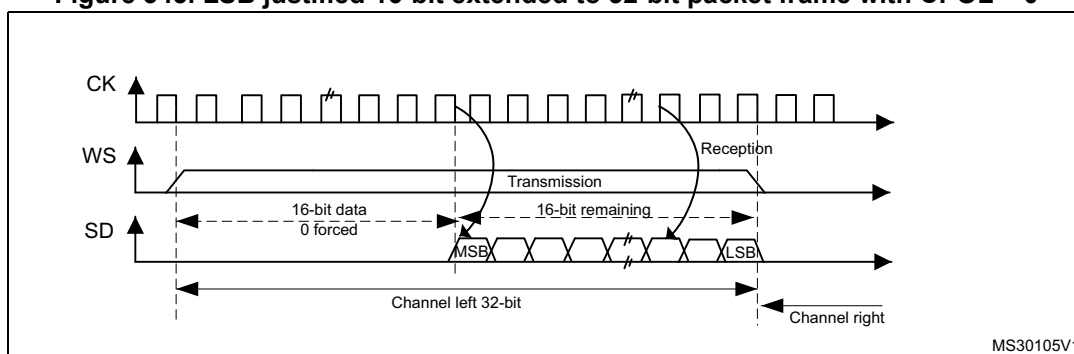 CK
Reception
WS
Transmission
16-bit data
0 forced
16-bit remaining
SD
MSB
LSB
Channel left 32-bit
Channel right
MS30105V1